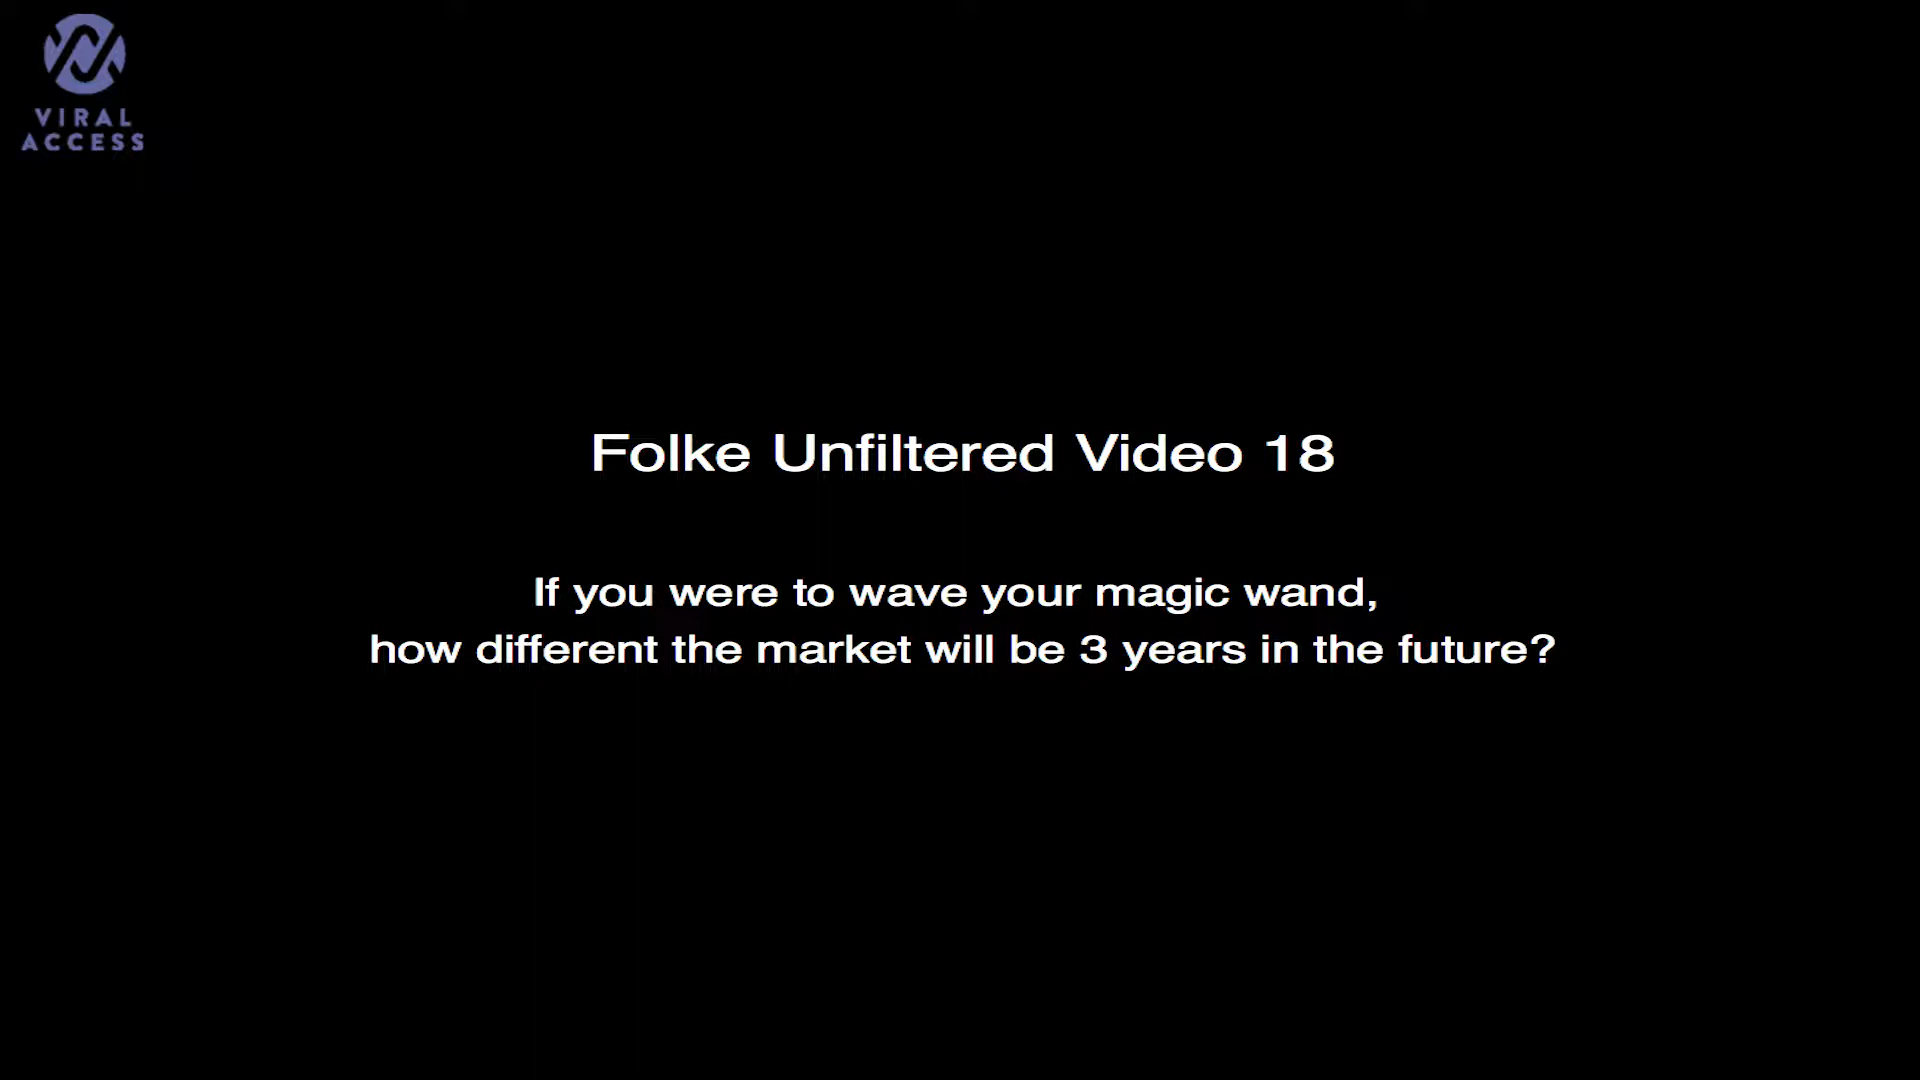 VIRAL
ACCESS
Folke Unfiltered Video 18
If you were to wave your magic wand,
how different the market will be 3 years in the future?